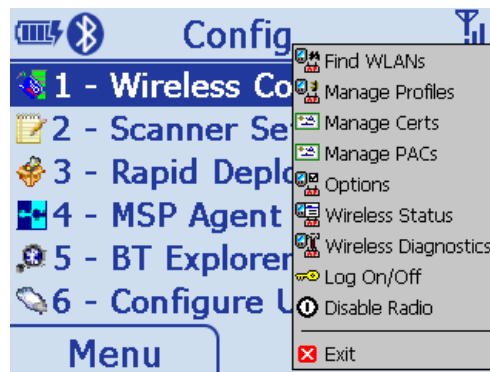 Config
1 - Wireless Co
2 - Scanner Se
3 - Rapid Deplo
4 - MSP Agent
5 - BT Explorer
6 - Configure U
Menu
Find WLANs
Manage Profiles
Manage Certs
Manage PACs
Options
Wireless Status
Wireless Diagnostics
Log On/Off
Disable Radio
Exit